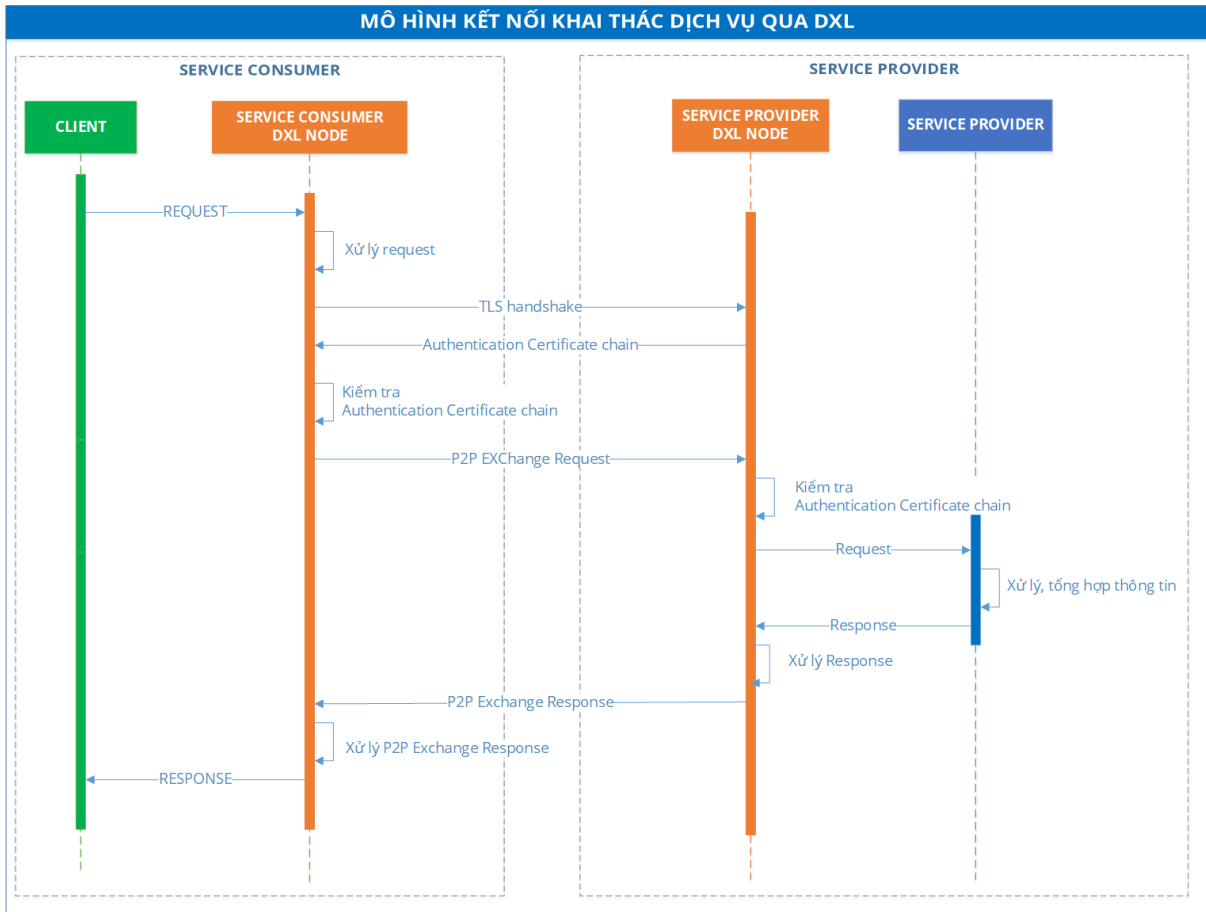 MÔ HÌNH KẾT NỐI KHAI THÁC DỊCH VỤ QUA DXL
SERVICE CONSUMER
SERVICE PROVIDER
CLIENT
SERVICE CONSUMER
DXL NODE
SERVICE PROVIDER
DXL NODE
SERVICE PROVIDER
REQUEST
Xử lý request
TLS handshake
Authentication Certificate chain
Kiểm tra
Authentication Certificate chain
P2P EXChange Request
Kiểm tra
Authentication Certificate chain
Request
Xử lý, tổng hợp thông tin
Response
Xử lý Response
P2P Exchange Response
Xử lý P2P Exchange Response
RESPONSE